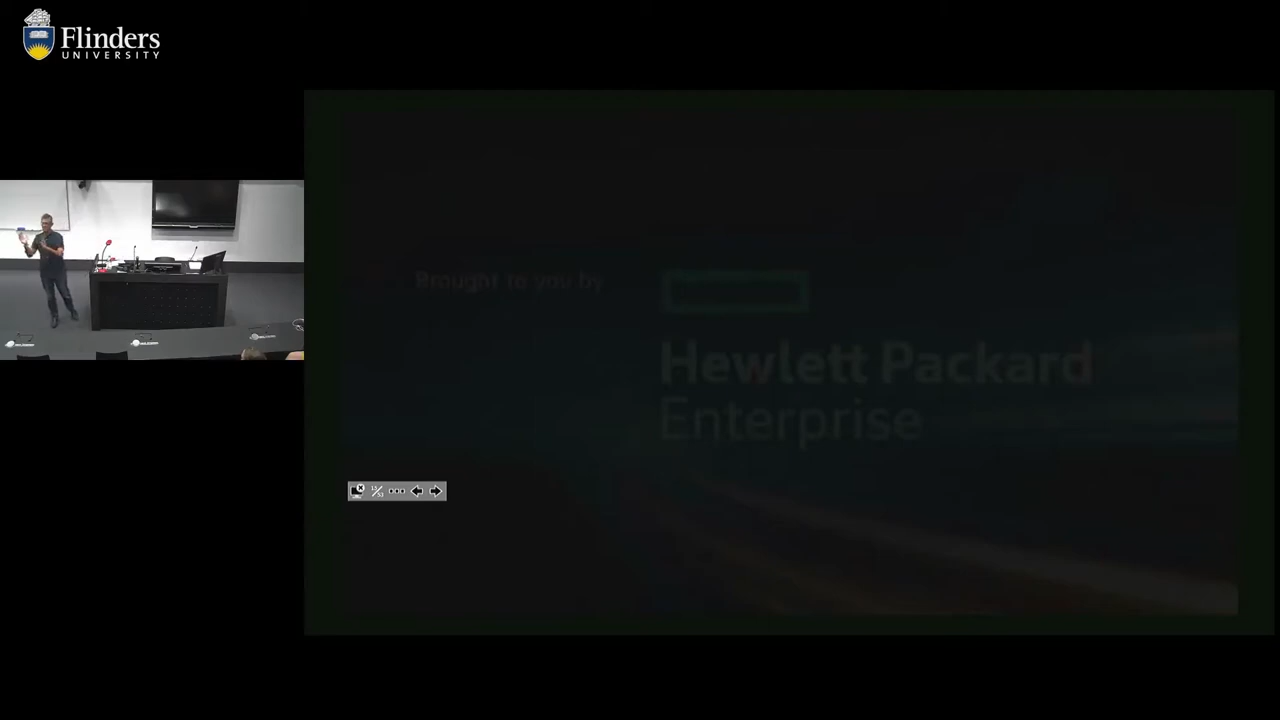 Flinders
UNIVERSITY
Brought to you by
Hewlett Packard
Enterprise